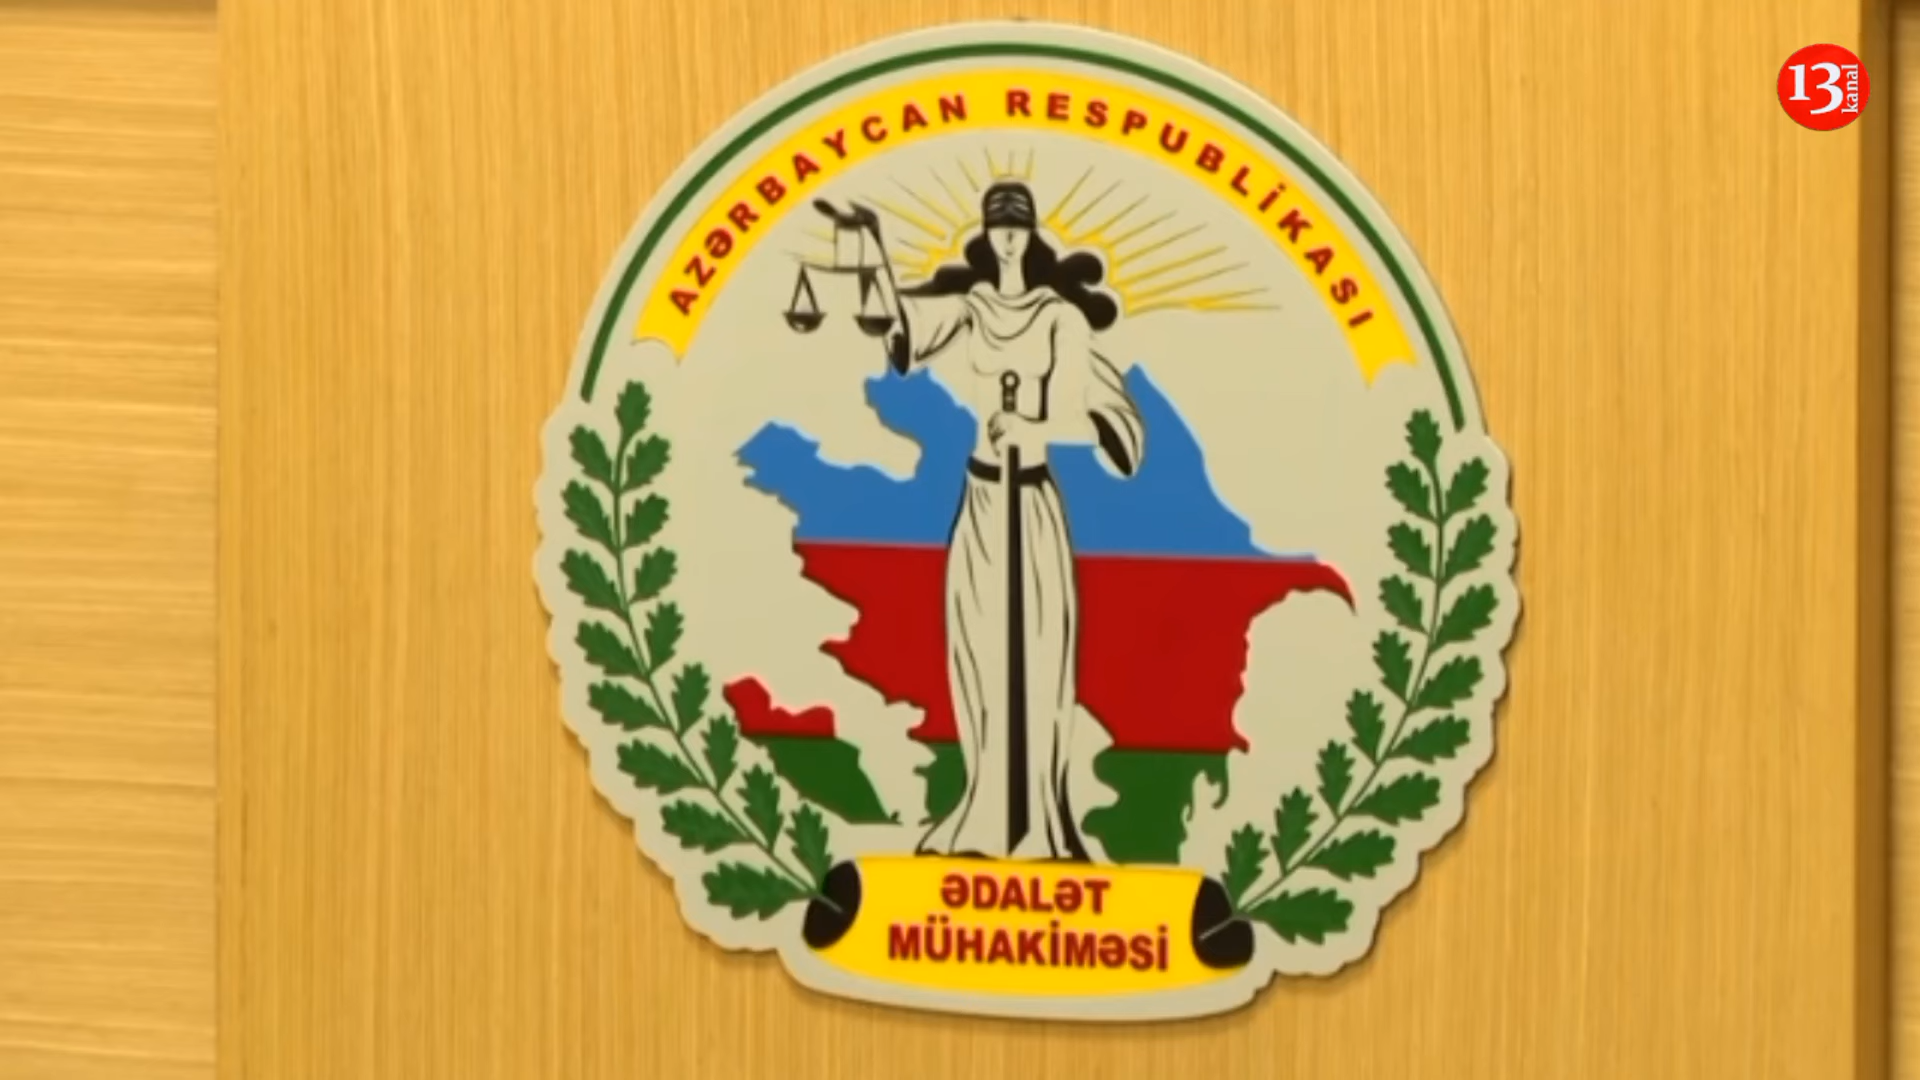 AZƏRBAYCAN RESPUBLİKASI
ƏDALƏT
MÜHAKİMƏSİ
13
kanal